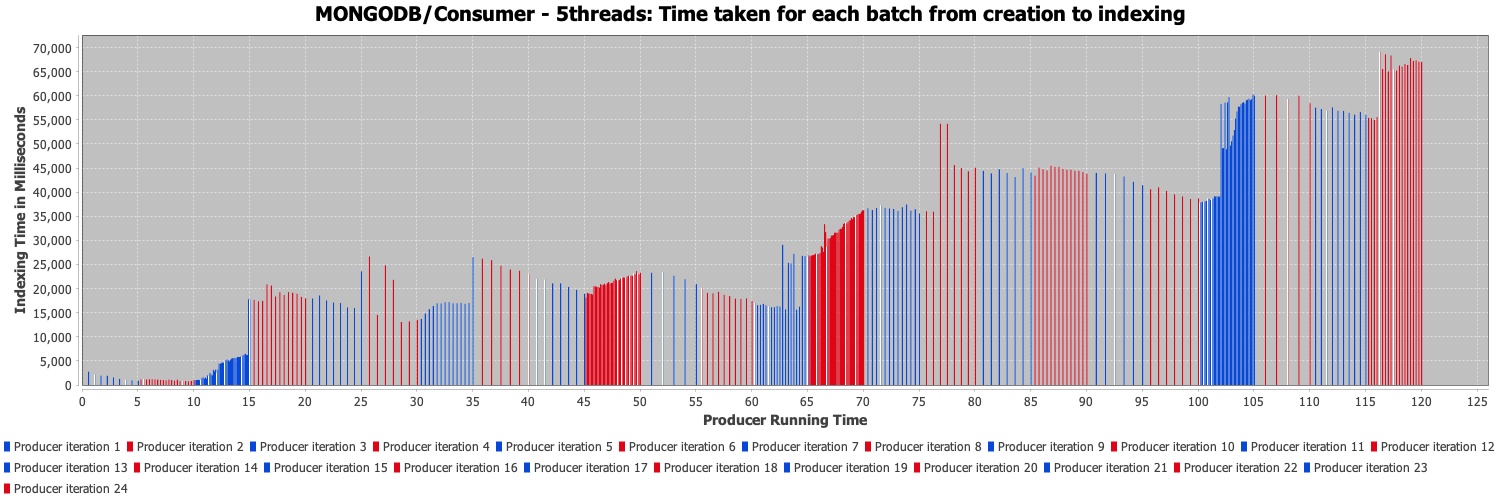 MONGODB/Consumer - 5threads: Time taken for each batch from creation to indexing
Indexing Time in Milliseconds
70,000
65,000
60,000
55,000
50,000
45,000
40,000
35,000
30,000
25,000
20,000
15,000
10,000
5,000
0
0 5 10 15 20 25 30 35 40 45 50 55 60 65 70 75 80 85 90 95 100 105 110 115 120 125
Producer Running Time
Producer iteration 1 Producer iteration 2 Producer iteration 3 Producer iteration 4 Producer iteration 5 Producer iteration 6 Producer iteration 7 Producer iteration 8 Producer iteration 9 Producer iteration 10 Producer iteration 11 Producer iteration 12
Producer iteration 13 Producer iteration 14 Producer iteration 15 Producer iteration 16 Producer iteration 17 Producer iteration 18 Producer iteration 19 Producer iteration 20 Producer iteration 21 Producer iteration 22 Producer iteration 23
Producer iteration 24